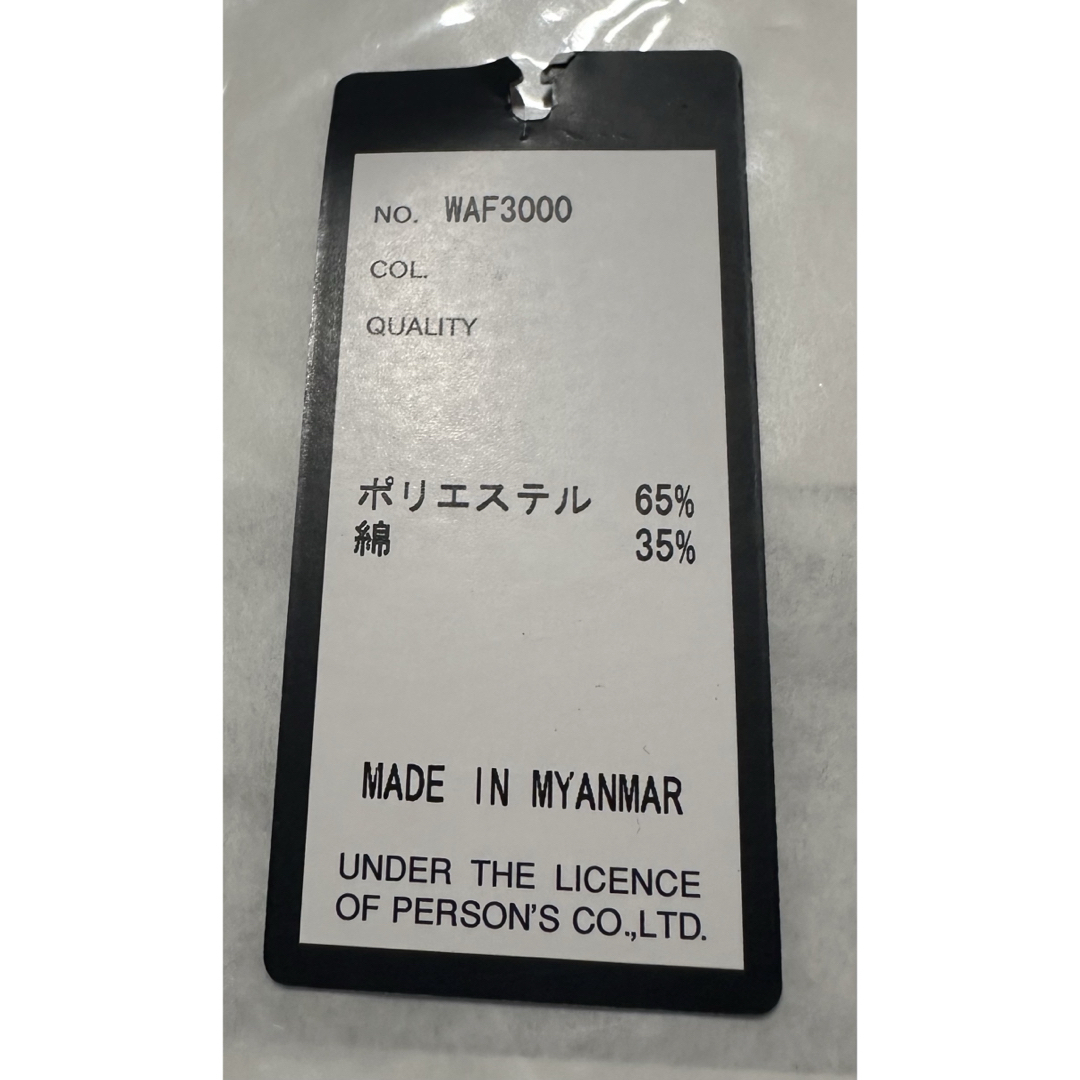 NO. WAF3000
COL.
QUALITY
ポリエステル 65%
綿 35%
MADE IN MYANMAR
UNDER THE LICENCE
OF PERSON'S CO.,LTD.